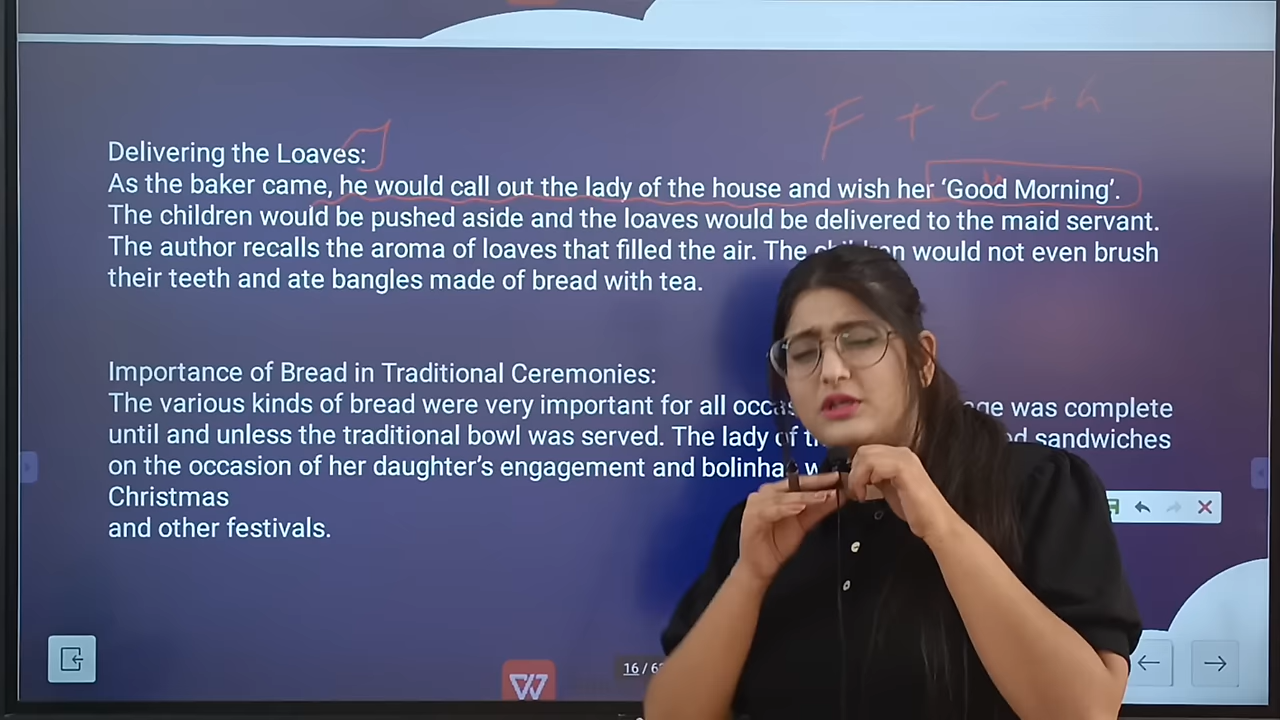 F + C + h
Delivering the Loaves:
As the baker came, he would call out the lady of the house and wish her ‘Good Morning’.
The children would be pushed aside and the loaves would be delivered to the maid servant.
The author recalls the aroma of loaves that filled the air. The would not even brush
their teeth and ate bangles made of bread with tea.
Importance of Bread in Traditional Ceremonies:
The various kinds of bread were very important for all was complete
until and unless the traditional bowl was served. The lady of sandwiches
on the occasion of her daughter’s engagement and
Christmas
and other festivals.
16 / 6